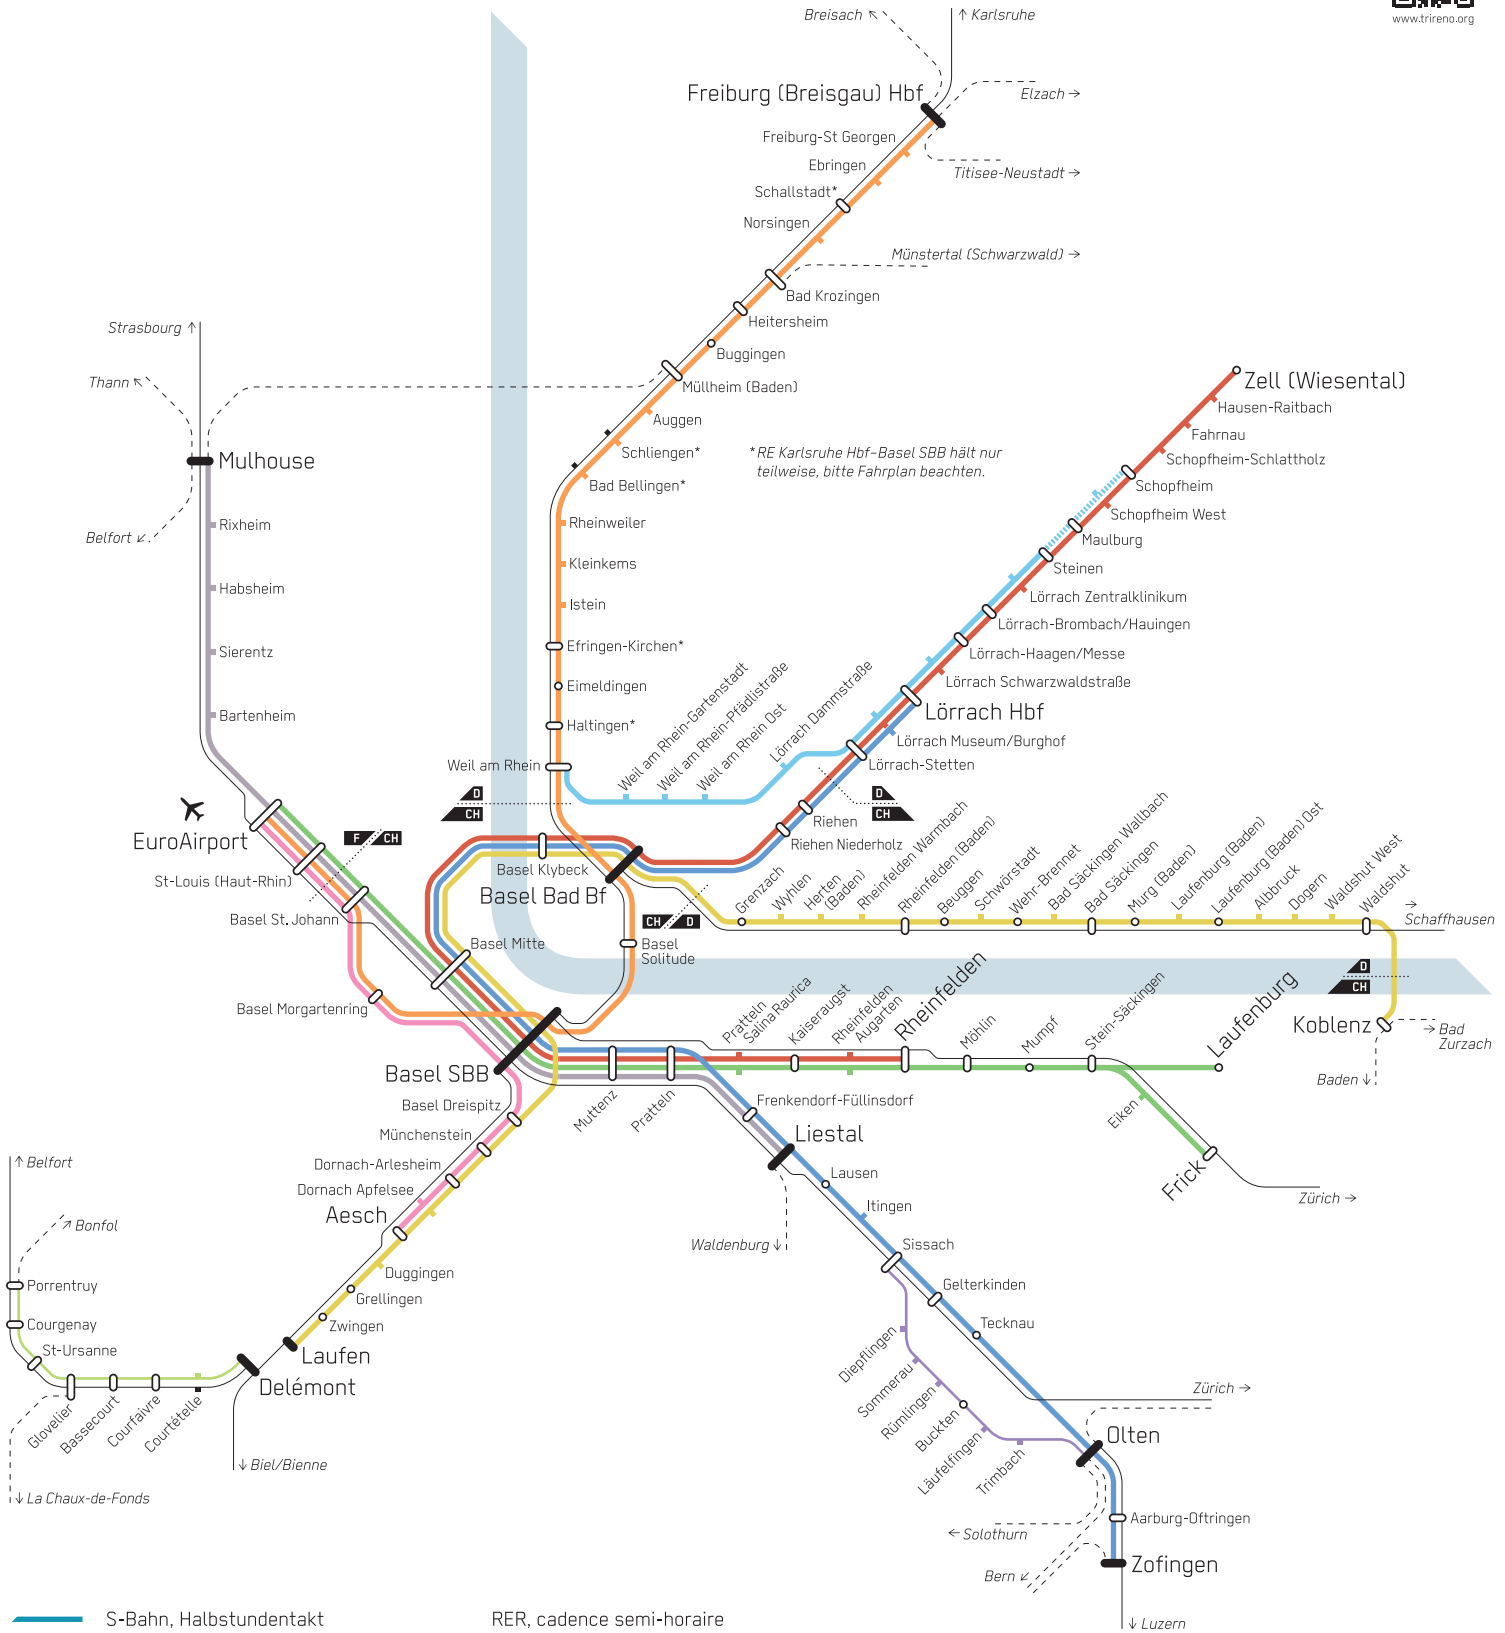 www.trireno.org
Breisach ↖
↑ Karlsruhe
Freiburg (Breisgau) Hbf
Elzach →
Freiburg-St Georgen
Ebringen
Titisee-Neustadt →
Schallstadt*
Norsingen
Münstertal (Schwarzwald) →
Bad Krozingen
Heitersheim
Buggingen
Müllheim (Baden)
Auggen
Schliengen*
Bad Bellingen*
*RE Karlsruhe Hbf–Basel SBB hält nur
teilweise, bitte Fahrplan beachten.
Rheinweiler
Kleinkems
Istein
Efringen-Kirchen*
Eimeldingen
Haltingen*
Weil am Rhein
Strasbourg ↑
Thann ↖
Mulhouse
Belfort ↙
Rixheim
Habsheim
Sierentz
Bartenheim
EuroAirport
St-Louis (Haut-Rhin)
Basel St. Johann
F CH
Zell (Wiesental)
Hausen-Raitbach
Fahrnau
Schopfheim-Schlattholz
Schopfheim
Schopfheim West
Maulburg
Steinen
Lörrach Zentralklinikum
Lörrach-Brombach/Hauingen
Lörrach-Haagen/Messe
Lörrach Schwarzwaldstraße
Lörrach Hbf
Lörrach Museum/Burghof
Lörrach-Stetten
Weil am Rhein-Gartenstadt
Weil am Rhein-Pfädlistraße
Weil am Rhein Ost
Lörrach Dammstraße
D
CH
D
CH
Riehen
Riehen Niederholz
Basel Klybeck
Basel Bad Bf
CH D
Basel
Solitude
Basel Mitte
Basel Morgartenring
Basel SBB
Grenzach
Wyhlen
Herten
(Baden)
Rheinfelden Warmbach
Rheinfelden (Baden)
Beuggen
Schwörstadt
Wehr-Brennet
Bad Säckingen Wallbach
Bad Säckingen
Murg (Baden)
Laufenburg (Baden)
Laufenburg (Baden) Ost
Albbruck
Dogern
Waldshut West
Waldshut
→
Schaffhausen
D
CH
Koblenz
→ Bad
Zurzach
Baden ↓
Muttenz
Pratteln
Pratteln
Salina Raurica
Kaiseraugst
Rheinfelden
Augarten
Rheinfelden
Möhlin
Mumpf
Stein-Säckingen
Laufenburg
Eiken
Frick
Zürich →
Basel Dreispitz
Münchenstein
Dornach-Arlesheim
Dornach Apfelsee
Aesch
Duggingen
Grellingen
Zwingen
Laufen
Delémont
↑ Belfort
↗ Bonfol
Porrentruy
Courgenay
St-Ursanne
Glovelier
Bassecourt
Courfaivre
Courtételle
↓ Biel/Bienne
↓ La Chaux-de-Fonds
Frenkendorf-Füllinsdorf
Liestal
Waldenburg ↓
Lausen
Itingen
Sissach
Gelterkinden
Tecknau
Diepflingen
Sommerau
Rümlingen
Buckten
Läufelfingen
Trimbach
Zürich →
Olten
Aarburg-Oftringen
← Solothurn
Bern ↙
Zofingen
↓ Luzern
S-Bahn, Halbstundentakt
RER, cadence semi-horaire